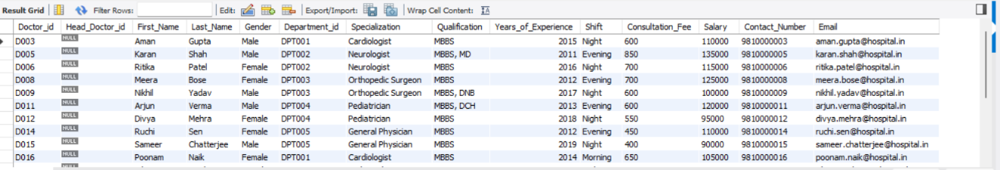 Result Grid Filter Rows: Edit: Export/Import: Wrap Cell Content:
Doctor_id Head_Doctor_id First_Name Last_Name Gender Department_id Specialization Qualification Years_of_Experience Shift Consultation_Fee Salary Contact_Number Email
D003 NULL Aman Gupta Male DPT001 Cardiologist MBBS 2015 Night 600 110000 9810000003 aman.gupta@hospital.in
D005 NULL Karan Shah Male DPT002 Neurologist MBBS, MD 2011 Evening 850 135000 9810000005 karan.shah@hospital.in
D006 NULL Ritika Patel Female DPT002 Neurologist MBBS 2016 Night 700 115000 9810000006 ritika.patel@hospital.in
D008 NULL Meera Bose Female DPT003 Orthopedic Surgeon MBBS 2012 Evening 700 125000 9810000008 meera.bose@hospital.in
D009 NULL Nikhil Yadav Male DPT003 Orthopedic Surgeon MBBS, DNB 2017 Night 600 100000 9810000009 nikhil.yadav@hospital.in
D011 NULL Arjun Verma Male DPT004 Pediatrician MBBS, DCH 2013 Evening 600 120000 9810000011 arjun.verma@hospital.in
D012 NULL Divya Mehra Female DPT004 Pediatrician MBBS 2018 Night 550 95000 9810000012 divya.mehra@hospital.in
D014 NULL Ruchi Sen Female DPT005 General Physician MBBS 2012 Evening 450 110000 9810000014 ruchi.sen@hospital.in
D015 NULL Sameer Chatterjee Male DPT005 General Physician MBBS 2019 Night 400 90000 9810000015 sameer.chatterjee@hospital.in
D016 NULL Poonam Naik Female DPT001 Cardiologist MBBS 2014 Morning 650 105000 9810000016 poonam.naik@hospital.in
NULL